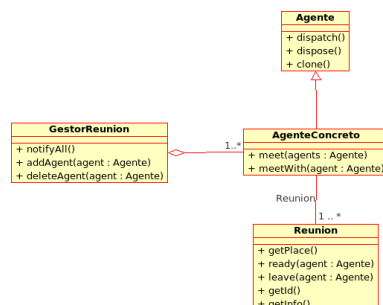 Agente
+ dispatch()
+ dispose()
+ clone()
GestorReunion
+ notifyAll()
+ addAgent(agent : Agente)
+ deleteAgent(agent : Agente)
1..*
AgenteConcreto
+ meet(agents : Agente)
+ meetWith(agent : Agente)
Reunion
1 .. *
Reunion
+ getPlace()
+ ready(agent : Agente)
+ leave(agent : Agente)
+ getId()
+ getInfo()